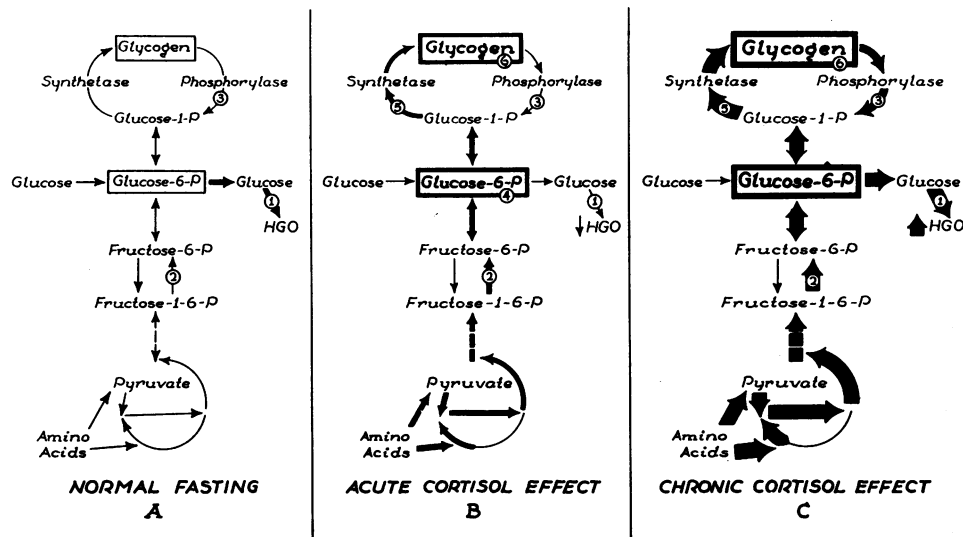 Glycogen
Synthetase
Phosphorylase
3
Glucose-1-P
Glucose
Glucose-6-P
Glucose
1
HGO
Fructose-6-P
2
Fructose-1-6-P
Pyruvate
Amino
Acids
NORMAL FASTING
A
Glycogen
6
Synthetase
Phosphorylase
5
3
Glucose-1-P
Glucose
Glucose-6-P
4
Glucose
1
HGO
Fructose-6-P
2
Fructose-1-6-P
Pyruvate
Amino
Acids
ACUTE CORTISOL EFFECT
B
Glycogen
6
Synthetase
Phosphorylase
5
3
Glucose-1-P
Glucose
Glucose-6-P
Glucose
1
HGO
Fructose-6-P
2
Fructose-1-6-P
Pyruvate
Amino
Acids
CHRONIC CORTISOL EFFECT
C